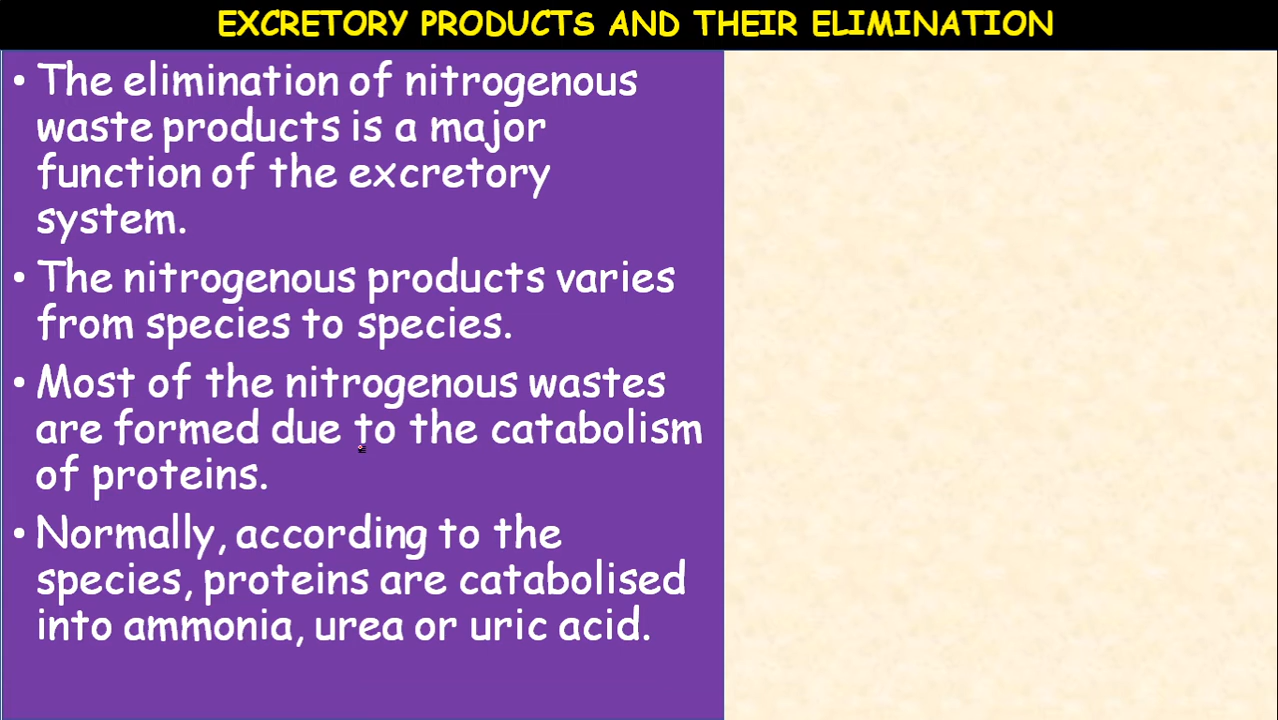 EXCRETORY PRODUCTS AND THEIR ELIMINATION
• The elimination of nitrogenous
waste products is a major
function of the excretory
system.
• The nitrogenous products varies
from species to species.
• Most of the nitrogenous wastes
are formed due to the catabolism
of proteins.
• Normally, according to the
species, proteins are catabolised
into ammonia, urea or uric acid.